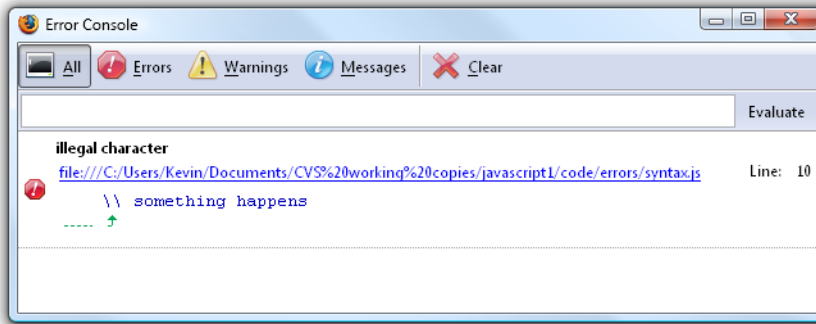 Error Console
All Errors Warnings Messages Clear
Evaluate
illegal character
file:///C:/Users/Kevin/Documents/CVS%20working%20copies/javascript1/code/errors/syntax.js Line: 10
\\ something happens